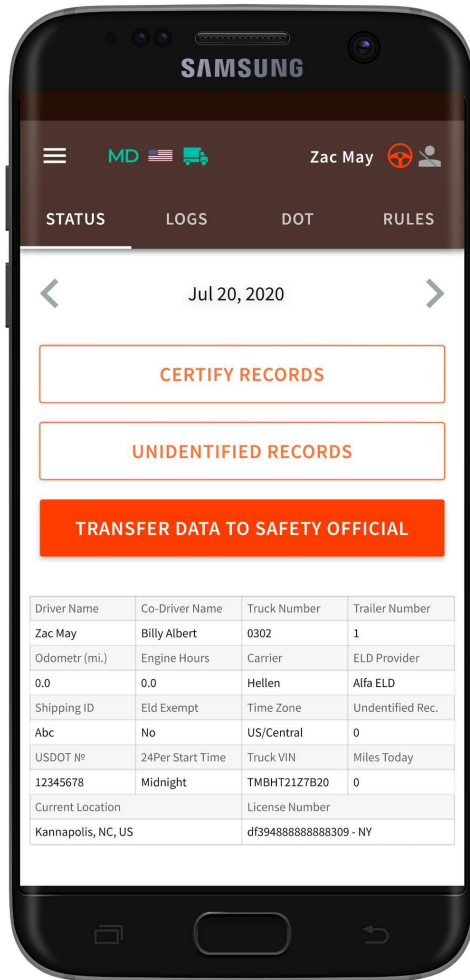 SAMSUNG
MD Zac May
STATUS LOGS DOT RULES
Jul 20, 2020
CERTIFY RECORDS
UNIDENTIFIED RECORDS
TRANSFER DATA TO SAFETY OFFICIAL
Driver Name Co-Driver Name Truck Number Trailer Number
Zac May Billy Albert 0302 1
Odometr (mi.) Engine Hours Carrier ELD Provider
0.0 0.0 Hellen Alfa ELD
Shipping ID Eld Exempt Time Zone Undentified Rec.
Abc No US/Central 0
USDOT Nº 24Per Start Time Truck VIN Miles Today
12345678 Midnight TMBHT21Z7B20 0
Current Location License Number
Kannapolis, NC, US df394888888888309 - NY